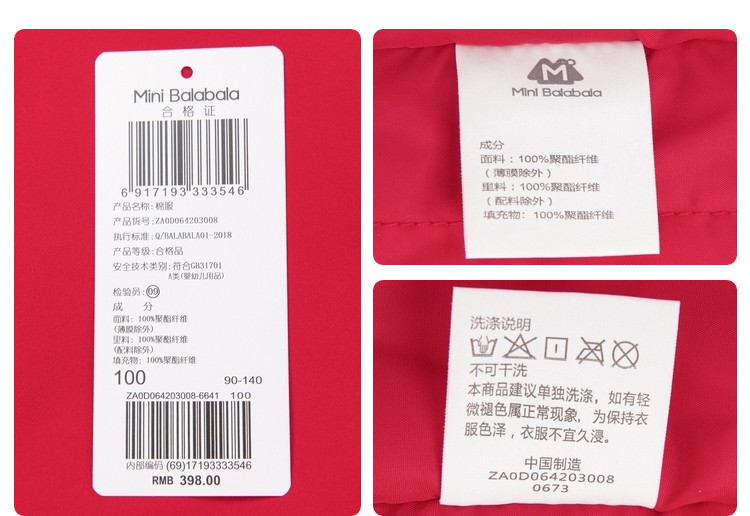 Mini Balabala
合格证
6 917193 333546
产品名称: 棉服
产品货号: ZA0D064203008
执行标准: Q/BALABALA01-2018
产品等级: 合格品
安全技术类别: 符合GB31701
A类(婴幼儿用品)
检验员: 09
成 分
面料: 100%聚酯纤维
(薄膜除外)
里料: 100%聚酯纤维
(配料除外)
填充物: 100%聚酯纤维
100 90-140
ZA0D064203008-6641 100
内部编码 (69)17193333546
RMB 398.00
M
Mini Balabala
成分
面料：100%聚酯纤维
（薄膜除外）
里料：100%聚酯纤维
（配料除外）
填充物：100%聚酯纤维
洗涤说明
不可干洗
本商品建议单独洗涤，如有轻
微褪色属正常现象，为保持衣
服色泽，衣服不宜久浸。
中国制造
ZA0D064203008
0673